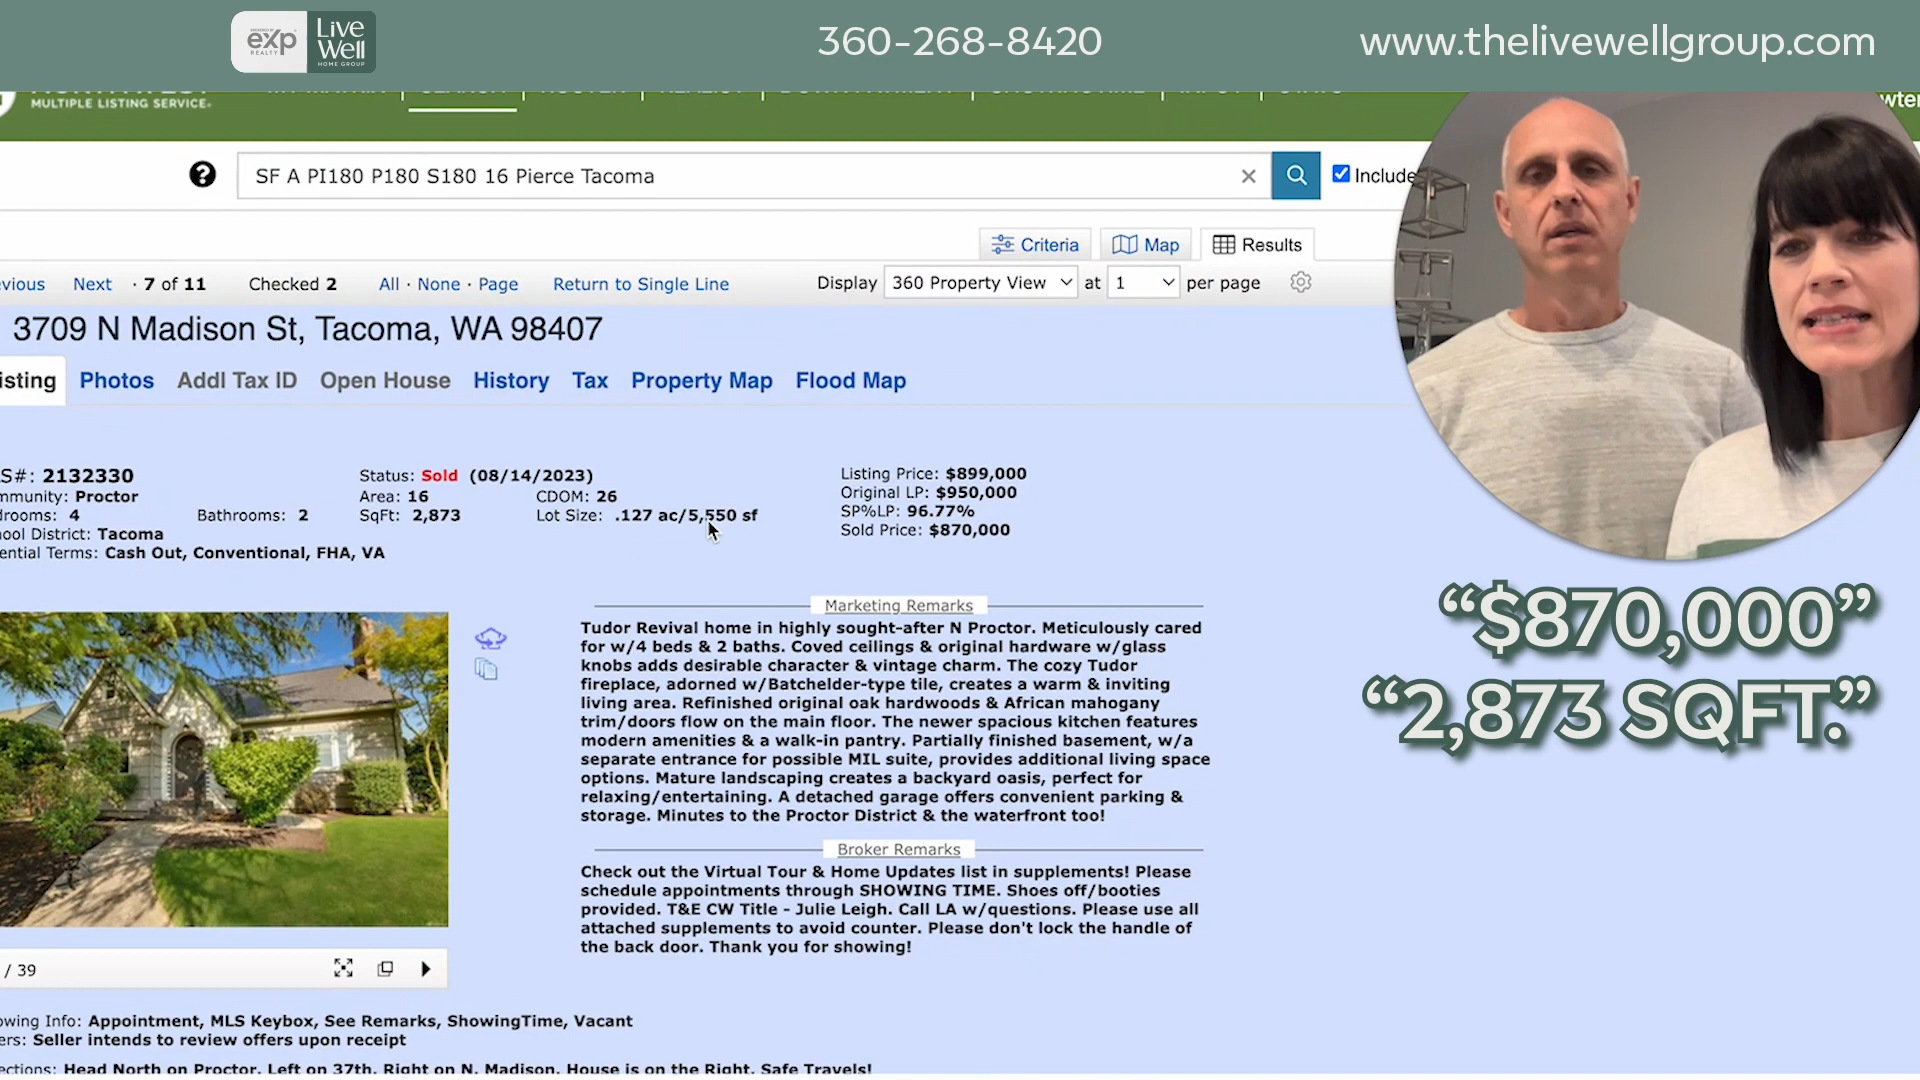 exp
REALTY
Live
Well
HOME GROUP
360-268-8420
www.thelivewellgroup.com
MULTIPLE LISTING SERVICE
SF A PI180 P180 S180 16 Pierce Tacoma
Include
Criteria
Map
Results
vious
Next · 7 of 11 Checked 2 All · None · Page Return to Single Line
Display 360 Property View at 1 per page
3709 N Madison St, Tacoma, WA 98407
isting Photos Addl Tax ID Open House History Tax Property Map Flood Map
S#: 2132330
mmunity: Proctor
drooms: 4 Bathrooms: 2
ool District: Tacoma
ential Terms: Cash Out, Conventional, FHA, VA
Status: Sold (08/14/2023)
Area: 16 CDOM: 26
SqFt: 2,873 Lot Size: .127 ac/5,550 sf
Listing Price: $899,000
Original LP: $950,000
SP%LP: 96.77%
Sold Price: $870,000
“$870,000”
“2,873 SQFT.”
Marketing Remarks
Tudor Revival home in highly sought-after N Proctor. Meticulously cared
for w/4 beds & 2 baths. Coved ceilings & original hardware w/glass
knobs adds desirable character & vintage charm. The cozy Tudor
fireplace, adorned w/Batchelder-type tile, creates a warm & inviting
living area. Refinished original oak hardwoods & African mahogany
trim/doors flow on the main floor. The newer spacious kitchen features
modern amenities & a walk-in pantry. Partially finished basement, w/a
separate entrance for possible MIL suite, provides additional living space
options. Mature landscaping creates a backyard oasis, perfect for
relaxing/entertaining. A detached garage offers convenient parking &
storage. Minutes to the Proctor District & the waterfront too!
Broker Remarks
Check out the Virtual Tour & Home Updates list in supplements! Please
schedule appointments through SHOWING TIME. Shoes off/booties
provided. T&E CW Title - Julie Leigh. Call LA w/questions. Please use all
attached supplements to avoid counter. Please don't lock the handle of
the back door. Thank you for showing!
/ 39
owing Info: Appointment, MLS Keybox, See Remarks, ShowingTime, Vacant
ers: Seller intends to review offers upon receipt
ections: Head North on Proctor. Left on 37th. Right on N. Madison. House is on the Right. Safe Travels!